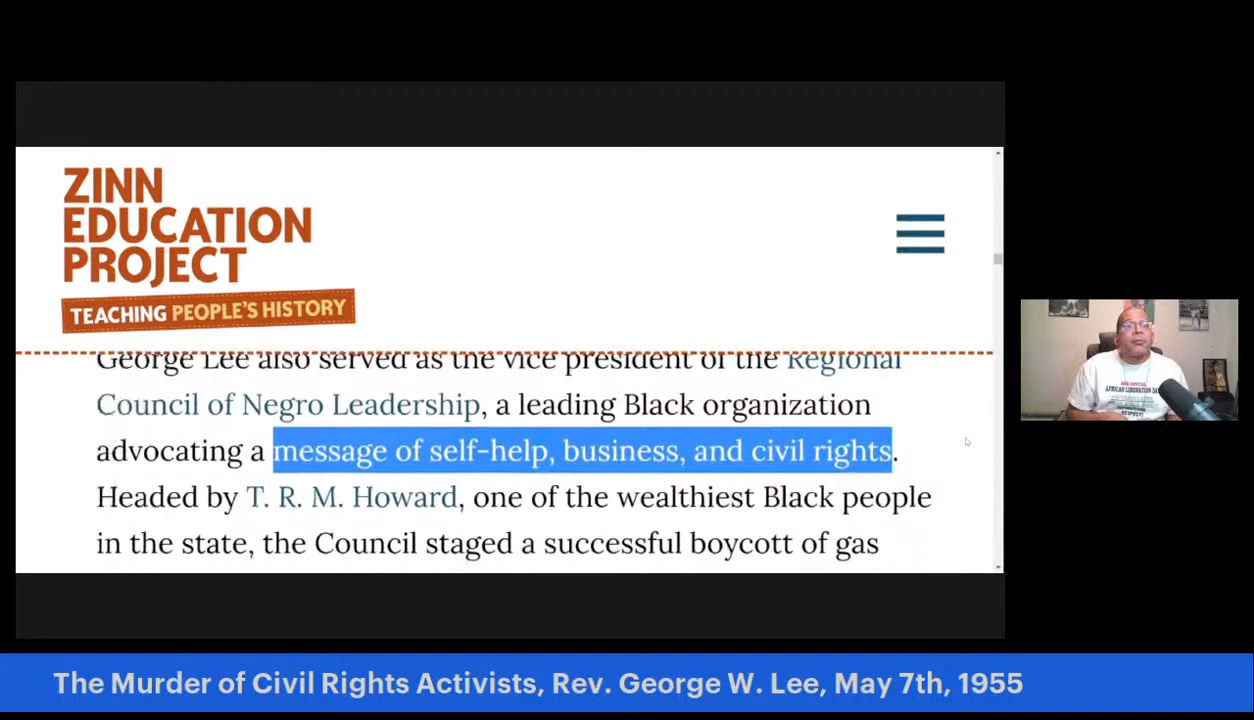 ZINN
EDUCATION
PROJECT
TEACHING PEOPLE'S HISTORY
George Lee also served as the vice president of the Regional
Council of Negro Leadership, a leading Black organization
advocating a message of self-help, business, and civil rights.
Headed by T. R. M. Howard, one of the wealthiest Black people
in the state, the Council staged a successful boycott of gas
AFRICAN LIBERATION DAY
The Murder of Civil Rights Activists, Rev. George W. Lee, May 7th, 1955